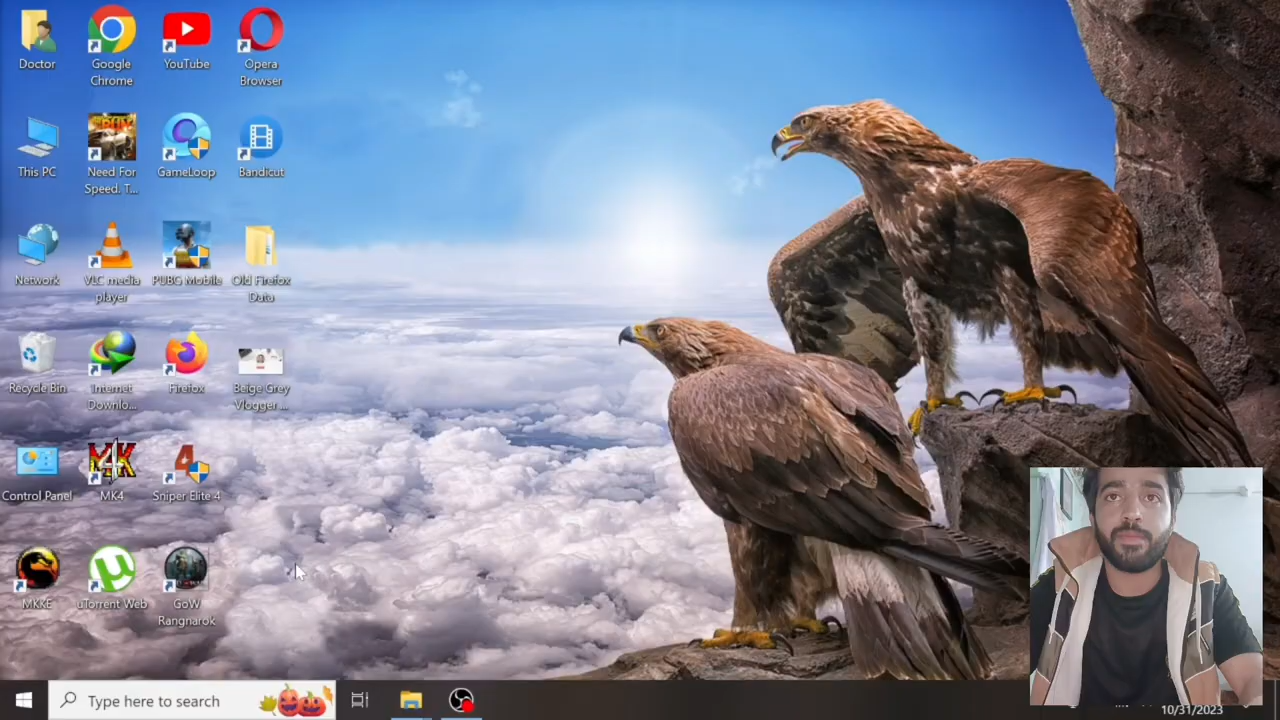 Doctor
Google
Chrome
YouTube
Opera
Browser
This PC
Need For
Speed. T...
GameLoop
Bandicut
Network
VLC media
player
PUBG Mobile
Old Firefox
Data
Recycle Bin
Internet
Downlo...
Firefox
Beige Grey
Vlogger ...
Control Panel
MK4
Sniper Elite 4
MKKE
uTorrent Web
GoW
Rangnarok
Type here to search
10/31/2023